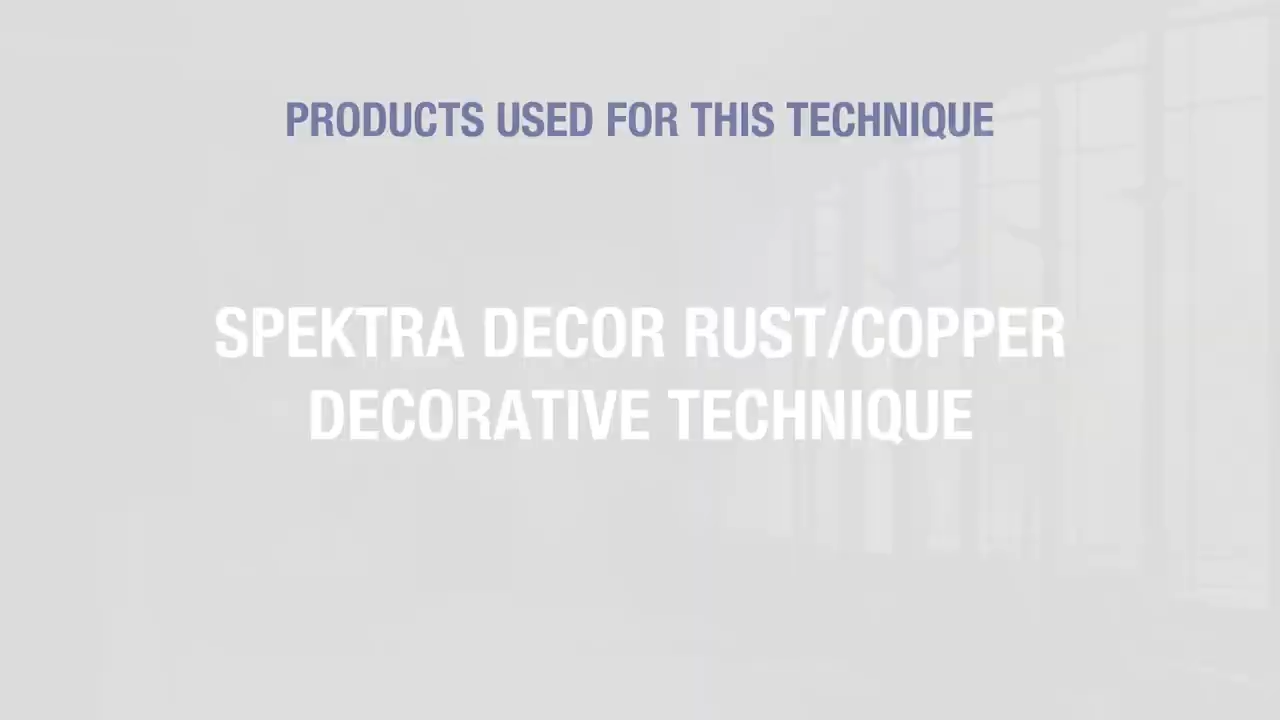 PRODUCTS USED FOR THIS TECHNIQUE
SPEKTRA DECOR RUST/COPPER
DECORATIVE TECHNIQUE